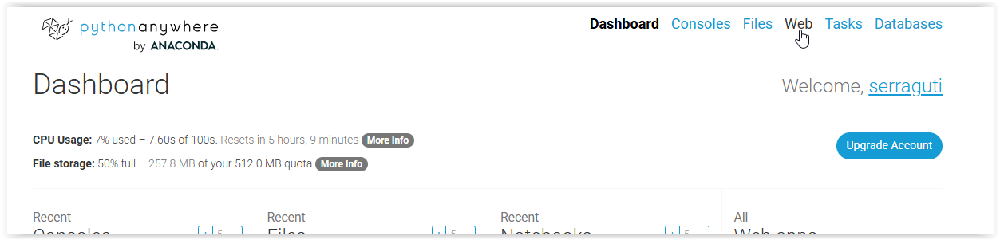 pythonanywhere
by ANACONDA.
Dashboard Consoles Files Web Tasks Databases
Dashboard
Welcome, serraguti
CPU Usage: 7% used – 7.60s of 100s. Resets in 5 hours, 9 minutes More Info
Upgrade Account
File storage: 50% full – 257.8 MB of your 512.0 MB quota More Info
Recent
Consoles
Recent
Files
Recent
Notebooks
All
Web apps